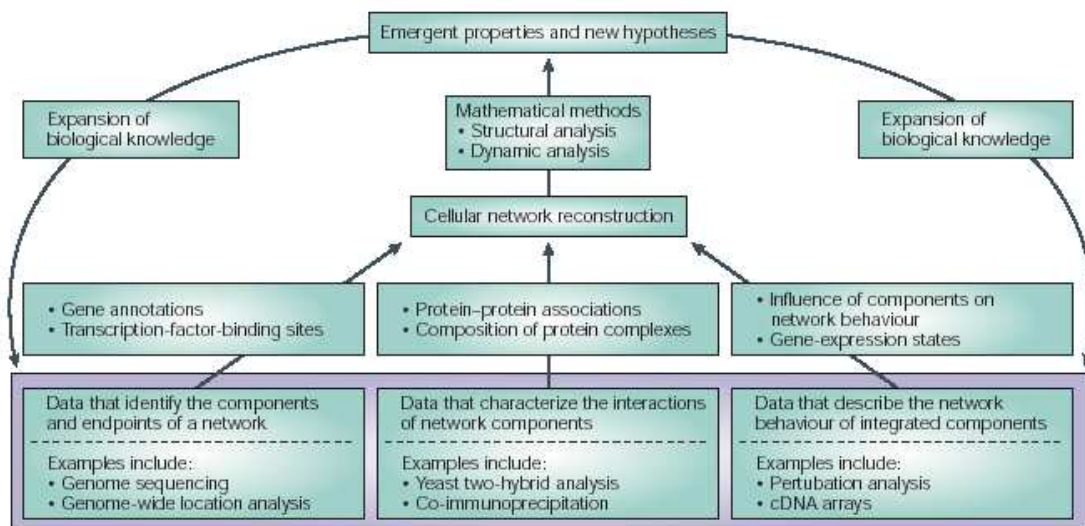 Emergent properties and new hypotheses
Expansion of
biological knowledge
Mathematical methods
• Structural analysis
• Dynamic analysis
Expansion of
biological knowledge
Cellular network reconstruction
• Gene annotations
• Transcription-factor-binding sites
• Protein–protein associations
• Composition of protein complexes
• Influence of components on
network behaviour
• Gene-expression states
Data that identify the components
and endpoints of a network
Examples include:
• Genome sequencing
• Genome-wide location analysis
Data that characterize the interactions
of network components
Examples include:
• Yeast two-hybrid analysis
• Co-immunoprecipitation
Data that describe the network
behaviour of integrated components
Examples include:
• Pertubation analysis
• cDNA arrays